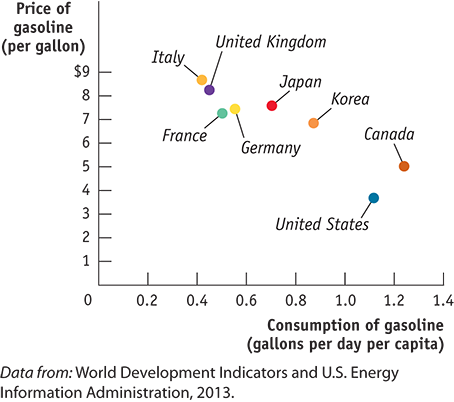 Price of
gasoline
(per gallon)
Italy
United Kingdom
$9
8
7
6
5
4
3
2
1
Japan
Korea
France
Germany
Canada
United States
0 0.2 0.4 0.6 0.8 1.0 1.2 1.4
Consumption of gasoline
(gallons per day per capita)
Data from: World Development Indicators and U.S. Energy
Information Administration, 2013.